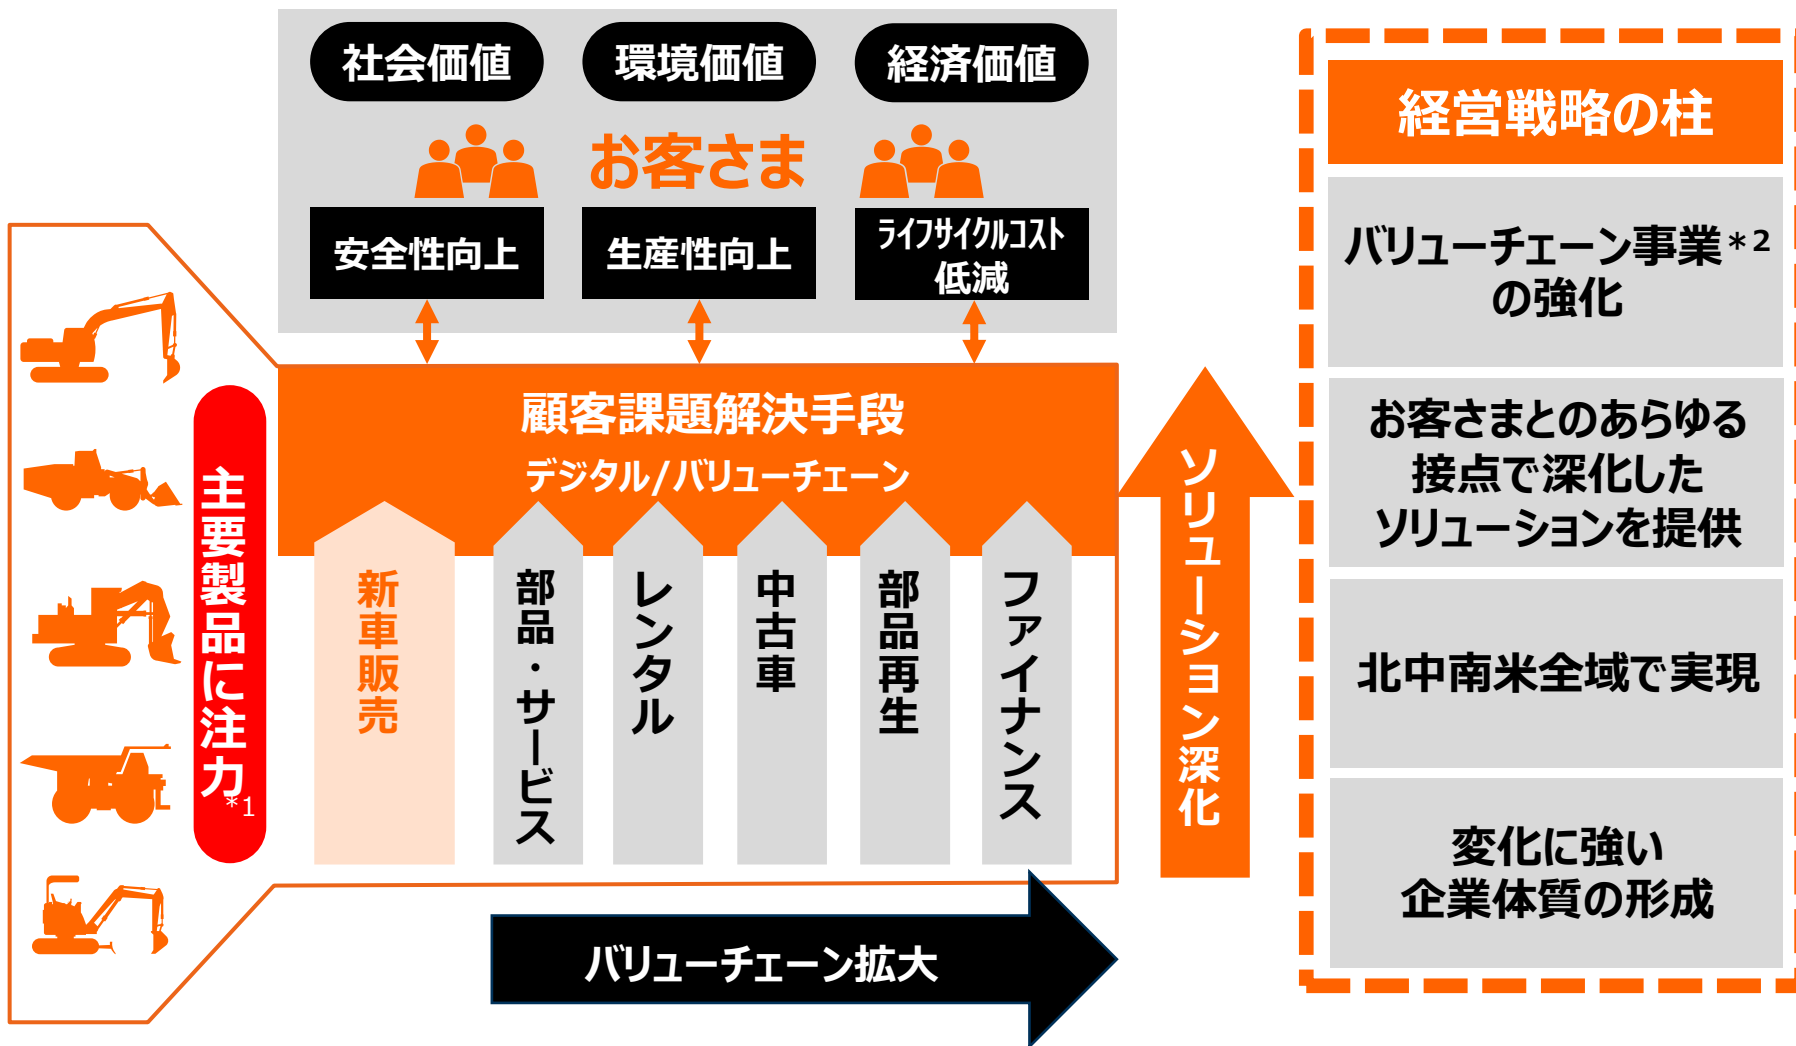 社会価値
環境価値
経済価値
お客さま
安全性向上
生産性向上
ライフサイクルコスト
低減
主要製品に注力*1
顧客課題解決手段
デジタル/バリューチェーン
新車販売
部品・サービス
レンタル
中古車
部品再生
ファイナンス
バリューチェーン拡大
ソリューション深化
経営戦略の柱
バリューチェーン事業*2
の強化
お客さまとのあらゆる
接点で深化した
ソリューションを提供
北中南米全域で実現
変化に強い
企業体質の形成